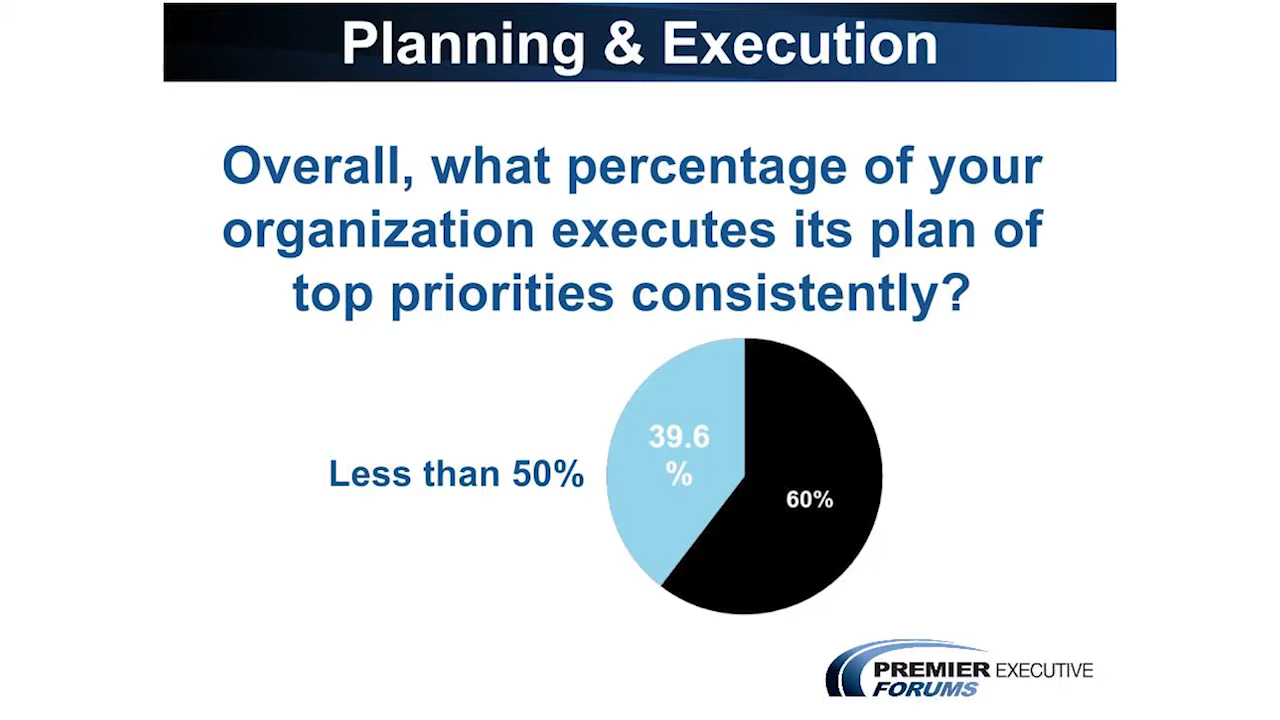 Planning & Execution
Overall, what percentage of your
organization executes its plan of
top priorities consistently?
39.6
%
Less than 50%
60%
PREMIER EXECUTIVE
FORUMS